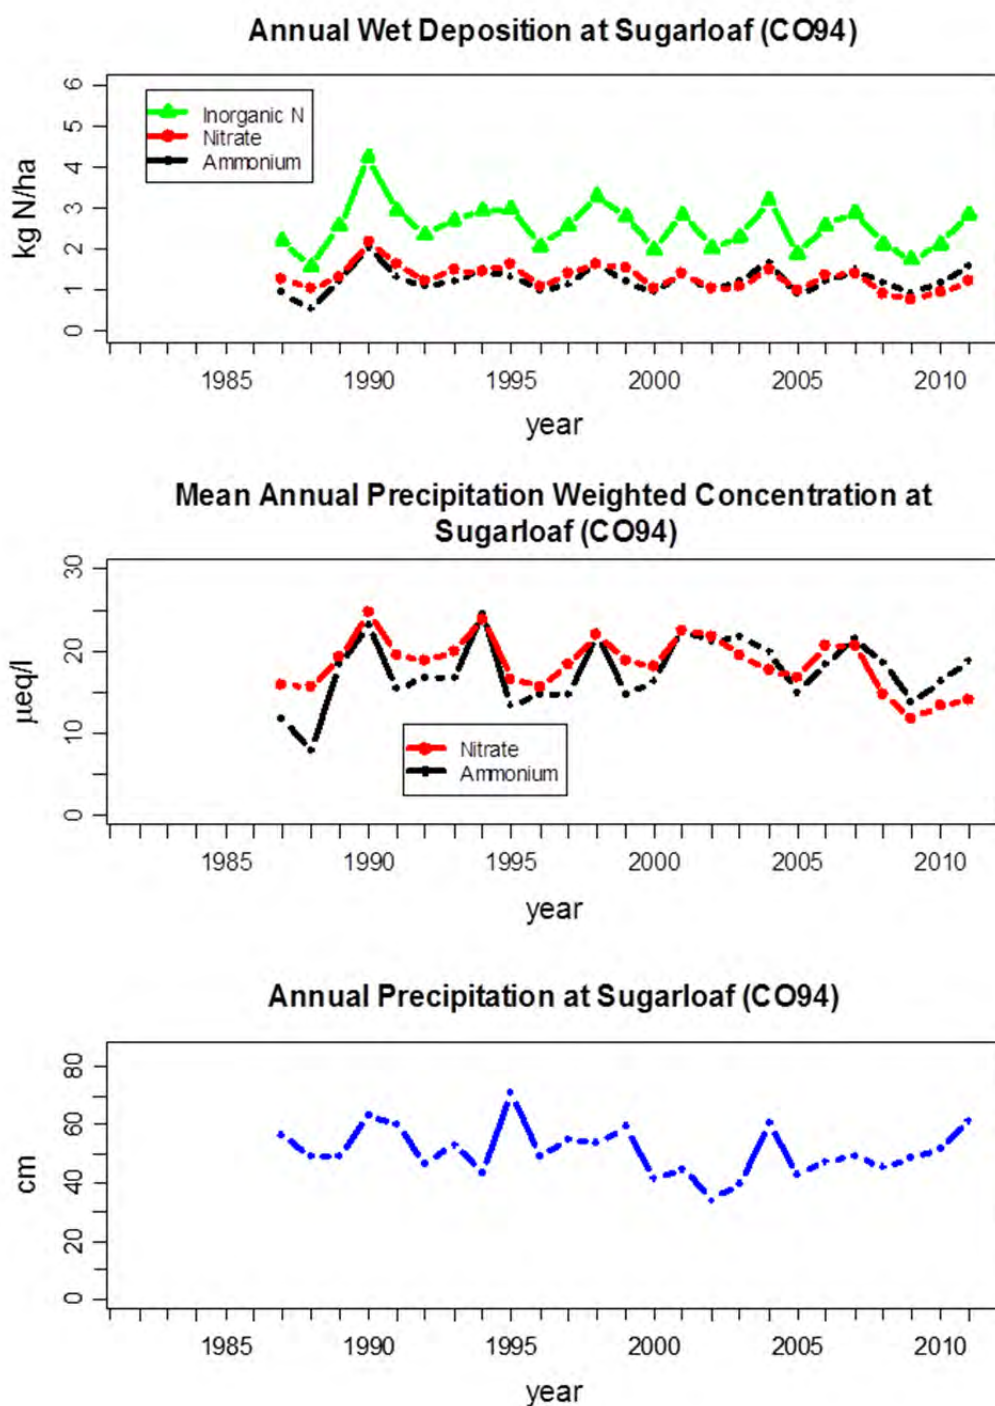 Annual Wet Deposition at Sugarloaf (CO94)
6
5
4
3
2
1
0
kg N/ha
Inorganic N
Nitrate
Ammonium
1985 1990 1995 2000 2005 2010
year
Mean Annual Precipitation Weighted Concentration at
Sugarloaf (CO94)
30
20
10
0
µeq/l
Nitrate
Ammonium
1985 1990 1995 2000 2005 2010
year
Annual Precipitation at Sugarloaf (CO94)
80
60
40
20
0
cm
1985 1990 1995 2000 2005 2010
year